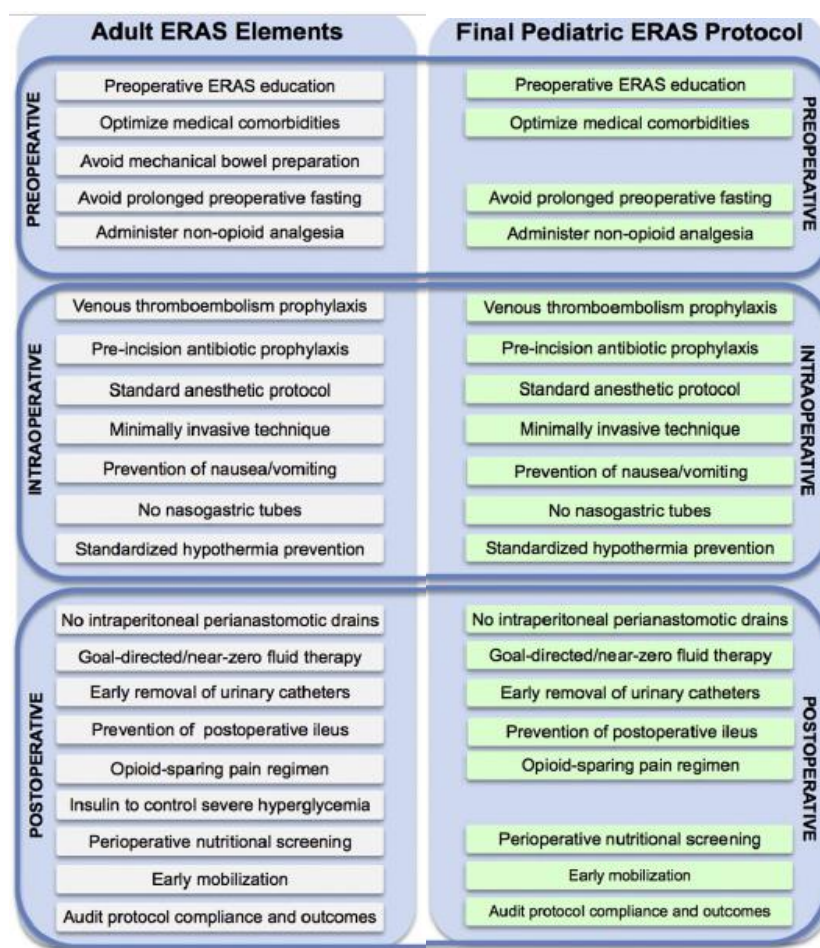 Adult ERAS Elements
PREOPERATIVE
Preoperative ERAS education
Optimize medical comorbidities
Avoid mechanical bowel preparation
Avoid prolonged preoperative fasting
Administer non-opioid analgesia
INTRAOPERATIVE
Venous thromboembolism prophylaxis
Pre-incision antibiotic prophylaxis
Standard anesthetic protocol
Minimally invasive technique
Prevention of nausea/vomiting
No nasogastric tubes
Standardized hypothermia prevention
POSTOPERATIVE
No intraperitoneal perianastomotic drains
Goal-directed/near-zero fluid therapy
Early removal of urinary catheters
Prevention of postoperative ileus
Opioid-sparing pain regimen
Insulin to control severe hyperglycemia
Perioperative nutritional screening
Early mobilization
Audit protocol compliance and outcomes
Final Pediatric ERAS Protocol
Preoperative ERAS education
Optimize medical comorbidities
Avoid prolonged preoperative fasting
Administer non-opioid analgesia
PREOPERATIVE
Venous thromboembolism prophylaxis
Pre-incision antibiotic prophylaxis
Standard anesthetic protocol
Minimally invasive technique
Prevention of nausea/vomiting
No nasogastric tubes
Standardized hypothermia prevention
INTRAOPERATIVE
No intraperitoneal perianastomotic drains
Goal-directed/near-zero fluid therapy
Early removal of urinary catheters
Prevention of postoperative ileus
Opioid-sparing pain regimen
Perioperative nutritional screening
Early mobilization
Audit protocol compliance and outcomes
POSTOPERATIVE